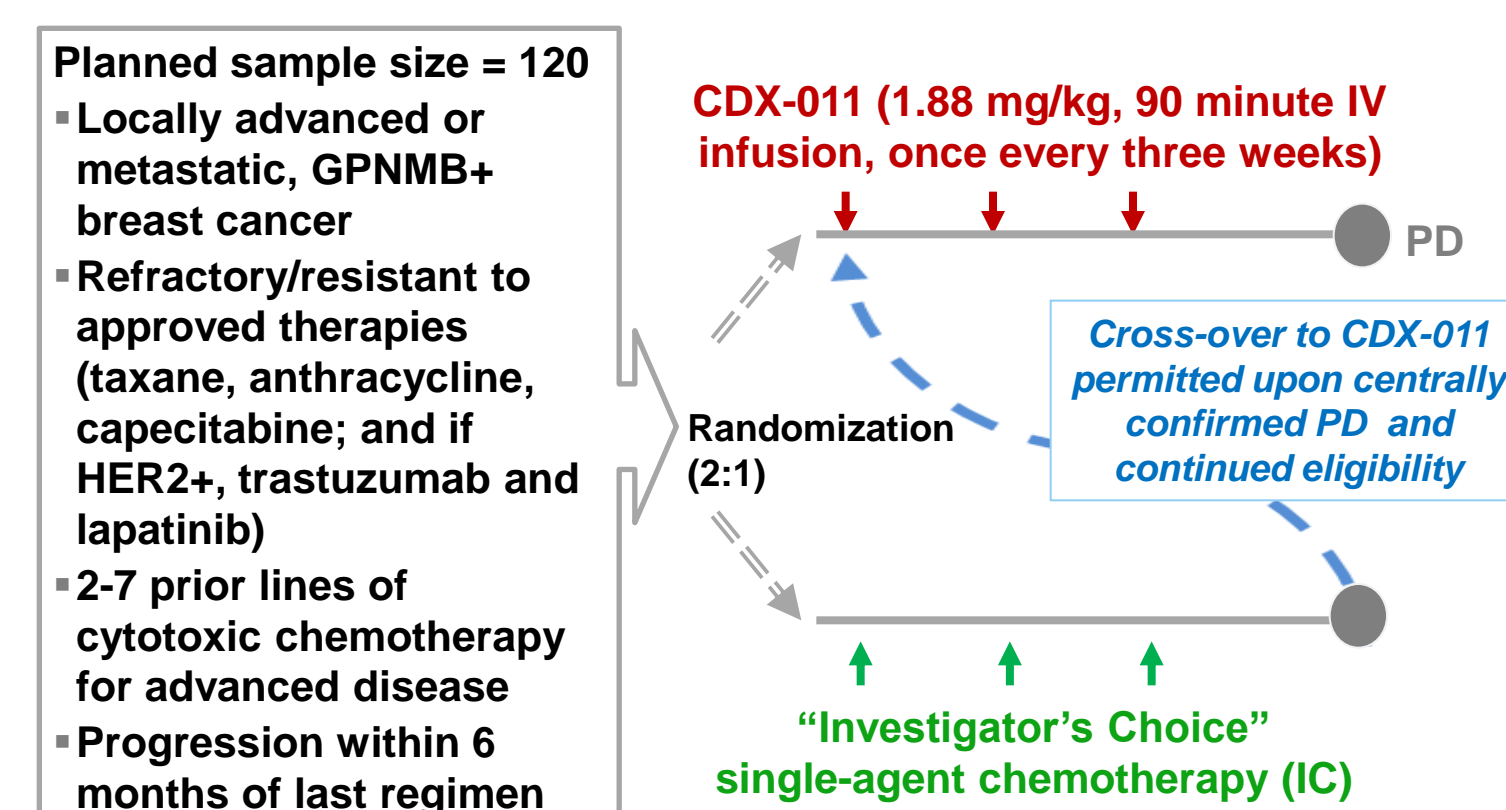 Planned sample size = 120
▪Locally advanced or
metastatic, GPNMB+
breast cancer
▪Refractory/resistant to
approved therapies
(taxane, anthracycline,
capecitabine; and if
HER2+, trastuzumab and
lapatinib)
▪2-7 prior lines of
cytotoxic chemotherapy
for advanced disease
▪Progression within 6
months of last regimen
Randomization
(2:1)
CDX-011 (1.88 mg/kg, 90 minute IV
infusion, once every three weeks)
PD
Cross-over to CDX-011
permitted upon centrally
confirmed PD and
continued eligibility
“Investigator’s Choice”
single-agent chemotherapy (IC)